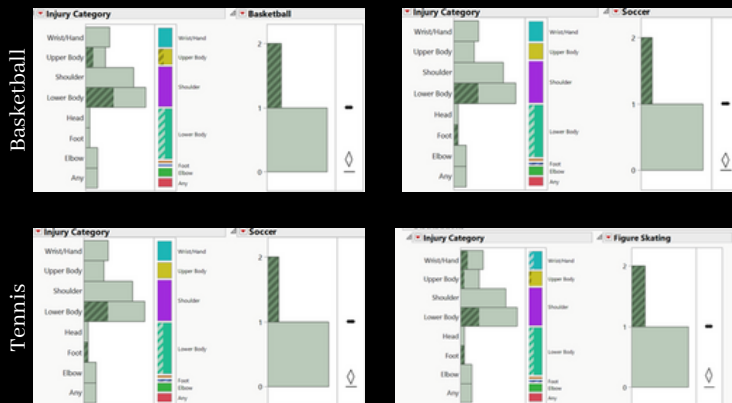 Basketball
Injury Category
Basketball
Wrist/Hand
Upper Body
Shoulder
Lower Body
Head
Foot
Elbow
Any
Wrist/Hand
Upper Body
Shoulder
Lower Body
Foot
Elbow
Any
2
1
0
Injury Category
Soccer
Wrist/Hand
Upper Body
Shoulder
Lower Body
Head
Foot
Elbow
Any
Wrist/Hand
Upper Body
Shoulder
Lower Body
Foot
Elbow
Any
2
1
0
Tennis
Injury Category
Soccer
Wrist/Hand
Upper Body
Shoulder
Lower Body
Head
Foot
Elbow
Any
Wrist/Hand
Upper Body
Shoulder
Lower Body
Foot
Elbow
Any
2
1
0
Injury Category
Figure Skating
Wrist/Hand
Upper Body
Shoulder
Lower Body
Head
Foot
Elbow
Any
Wrist/Hand
Upper Body
Shoulder
Lower Body
Foot
Elbow
Any
2
1
0